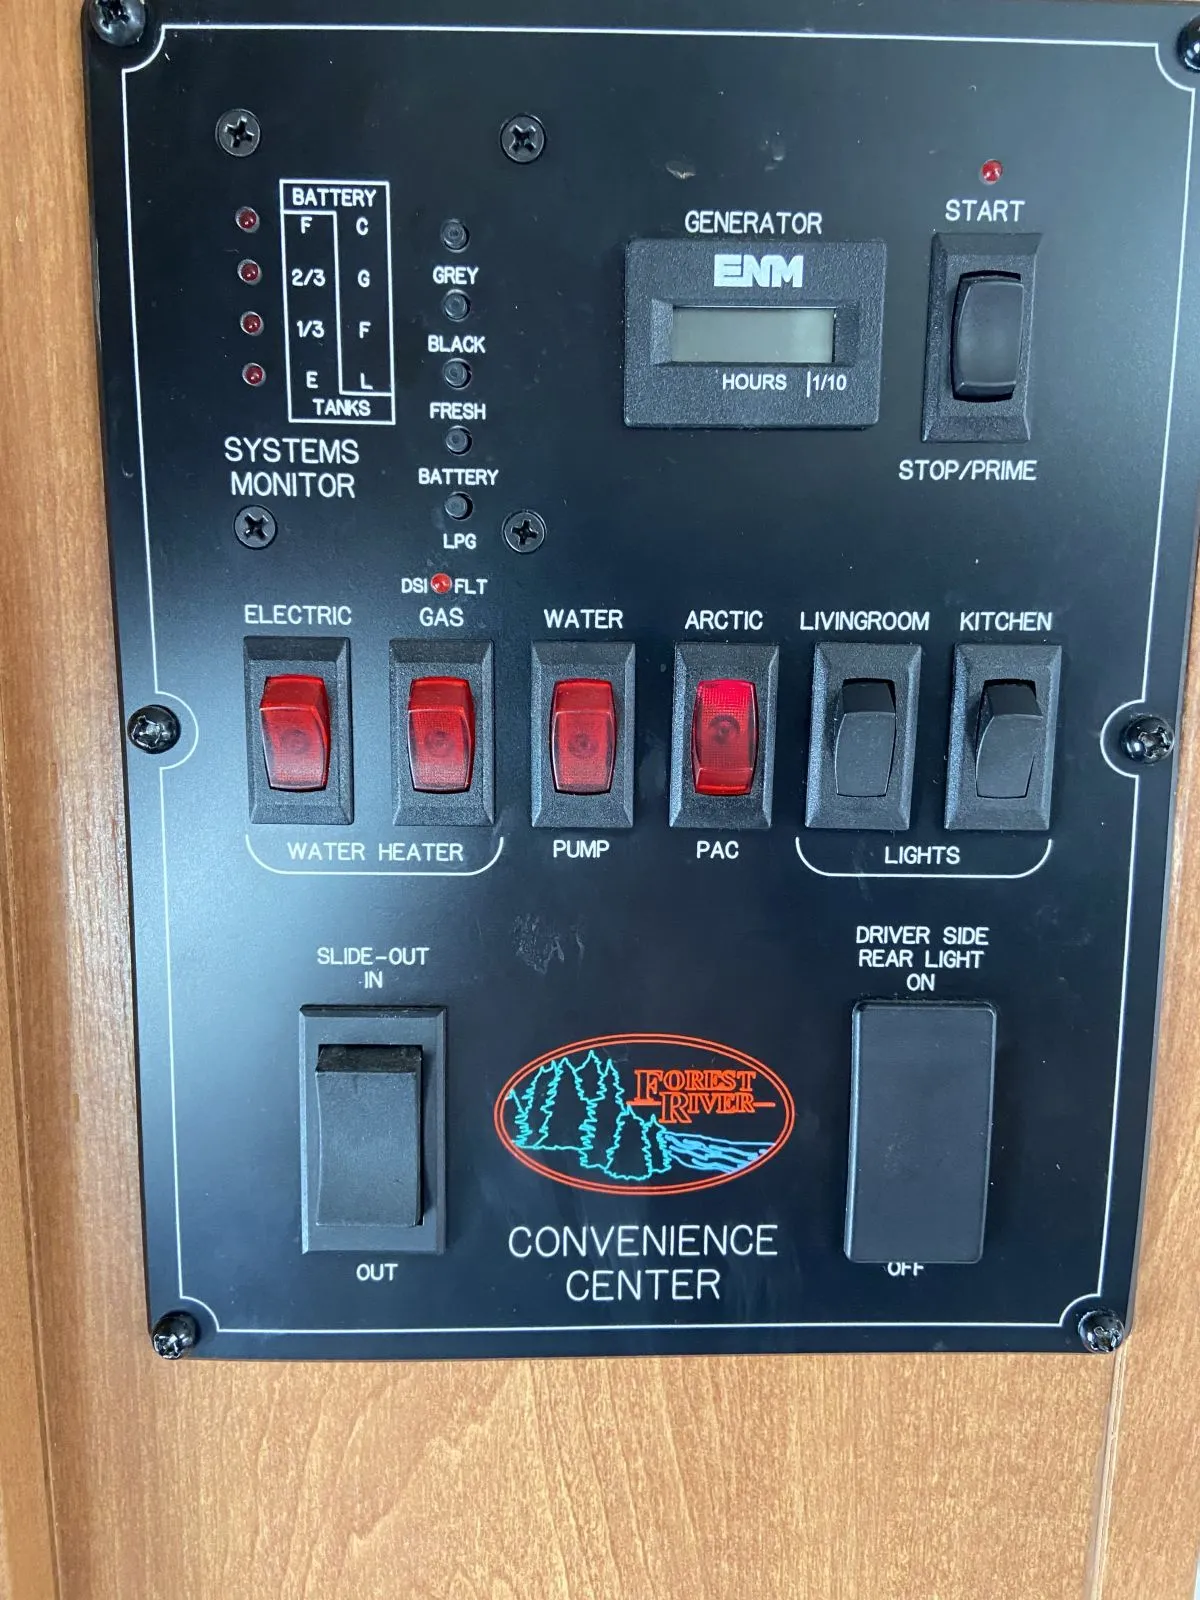 BATTERY
F C
2/3 G
1/3 F
E L
TANKS
SYSTEMS
MONITOR
GREY
BLACK
FRESH
BATTERY
LPG
GENERATOR
ENM
HOURS 1/10
START
STOP/PRIME
DSI FLT
ELECTRIC
GAS
WATER
ARCTIC
LIVINGROOM
KITCHEN
WATER HEATER
PUMP
PAC
LIGHTS
SLIDE-OUT
IN
OUT
DRIVER SIDE
REAR LIGHT
ON
OFF
FOREST
RIVER
CONVENIENCE
CENTER